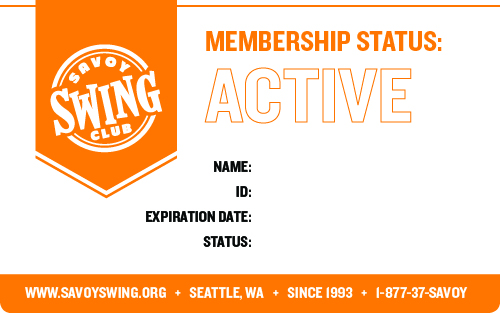 SAVOY
SWING
CLUB
MEMBERSHIP STATUS:
ACTIVE
NAME:
ID:
EXPIRATION DATE:
STATUS:
WWW.SAVOYSWING.ORG + SEATTLE, WA + SINCE 1993 + 1-877-37-SAVOY